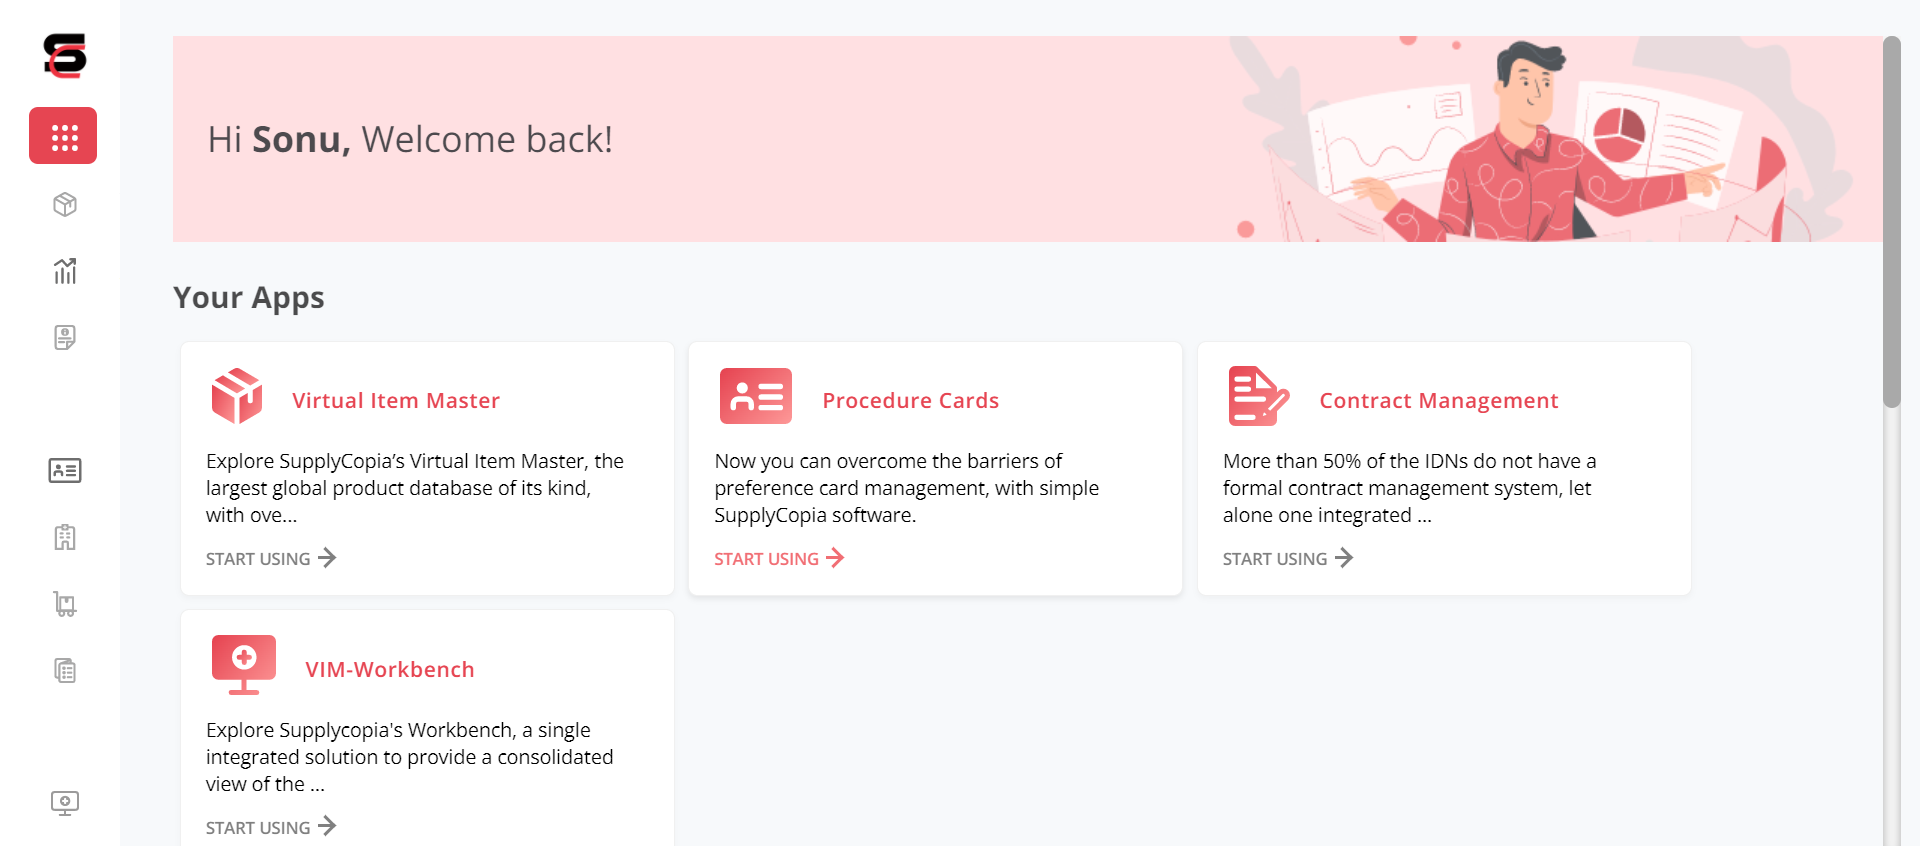 Hi Sonu, Welcome back!
Your Apps
Virtual Item Master
Explore SupplyCopia’s Virtual Item Master, the
largest global product database of its kind,
with ove...
START USING
Procedure Cards
Now you can overcome the barriers of
preference card management, with simple
SupplyCopia software.
START USING
Contract Management
More than 50% of the IDNs do not have a
formal contract management system, let
alone one integrated ...
START USING
VIM-Workbench
Explore Supplycopia's Workbench, a single
integrated solution to provide a consolidated
view of the ...
START USING